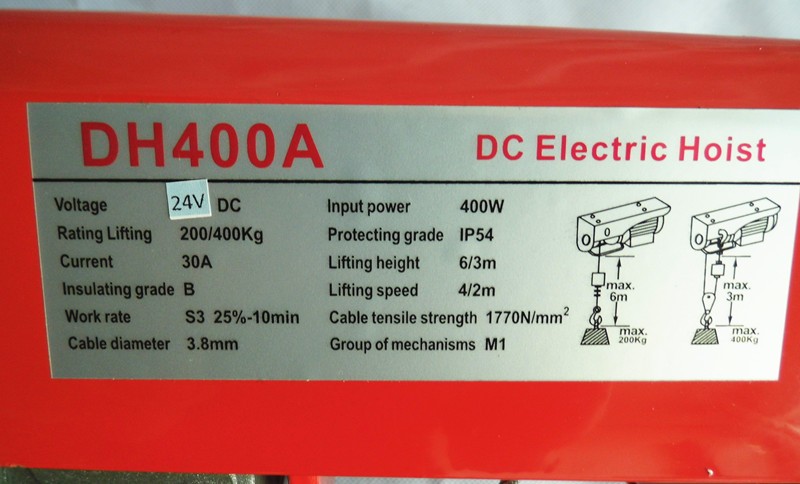 DH400A DC Electric Hoist
Voltage 24V DC Input power 400W
Rating Lifting 200/400Kg Protecting grade IP54
Current 30A Lifting height 6/3m
Insulating grade B Lifting speed 4/2m
Work rate S3 25%-10min Cable tensile strength 1770N/mm²
Cable diameter 3.8mm Group of mechanisms M1
max.
6m
max.
200Kg
max.
3m
max.
400Kg